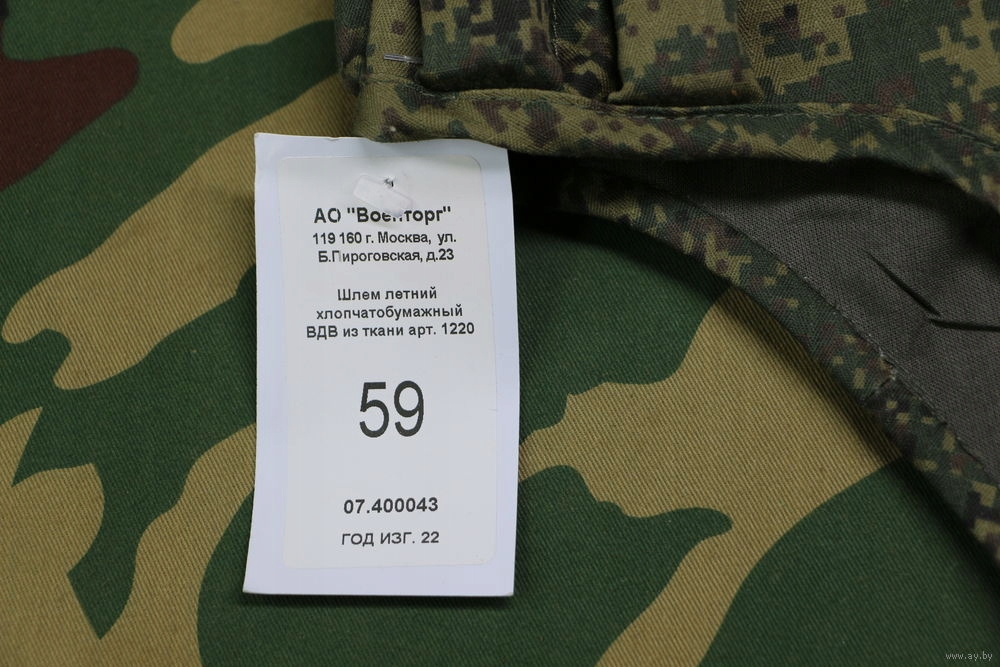 АО "Военторг"
119 160 г. Москва, ул.
Б.Пироговская, д.23
Шлем летний
хлопчатобумажный
ВДВ из ткани арт. 1220
59
07.400043
ГОД ИЗГ. 22
www.ay.by